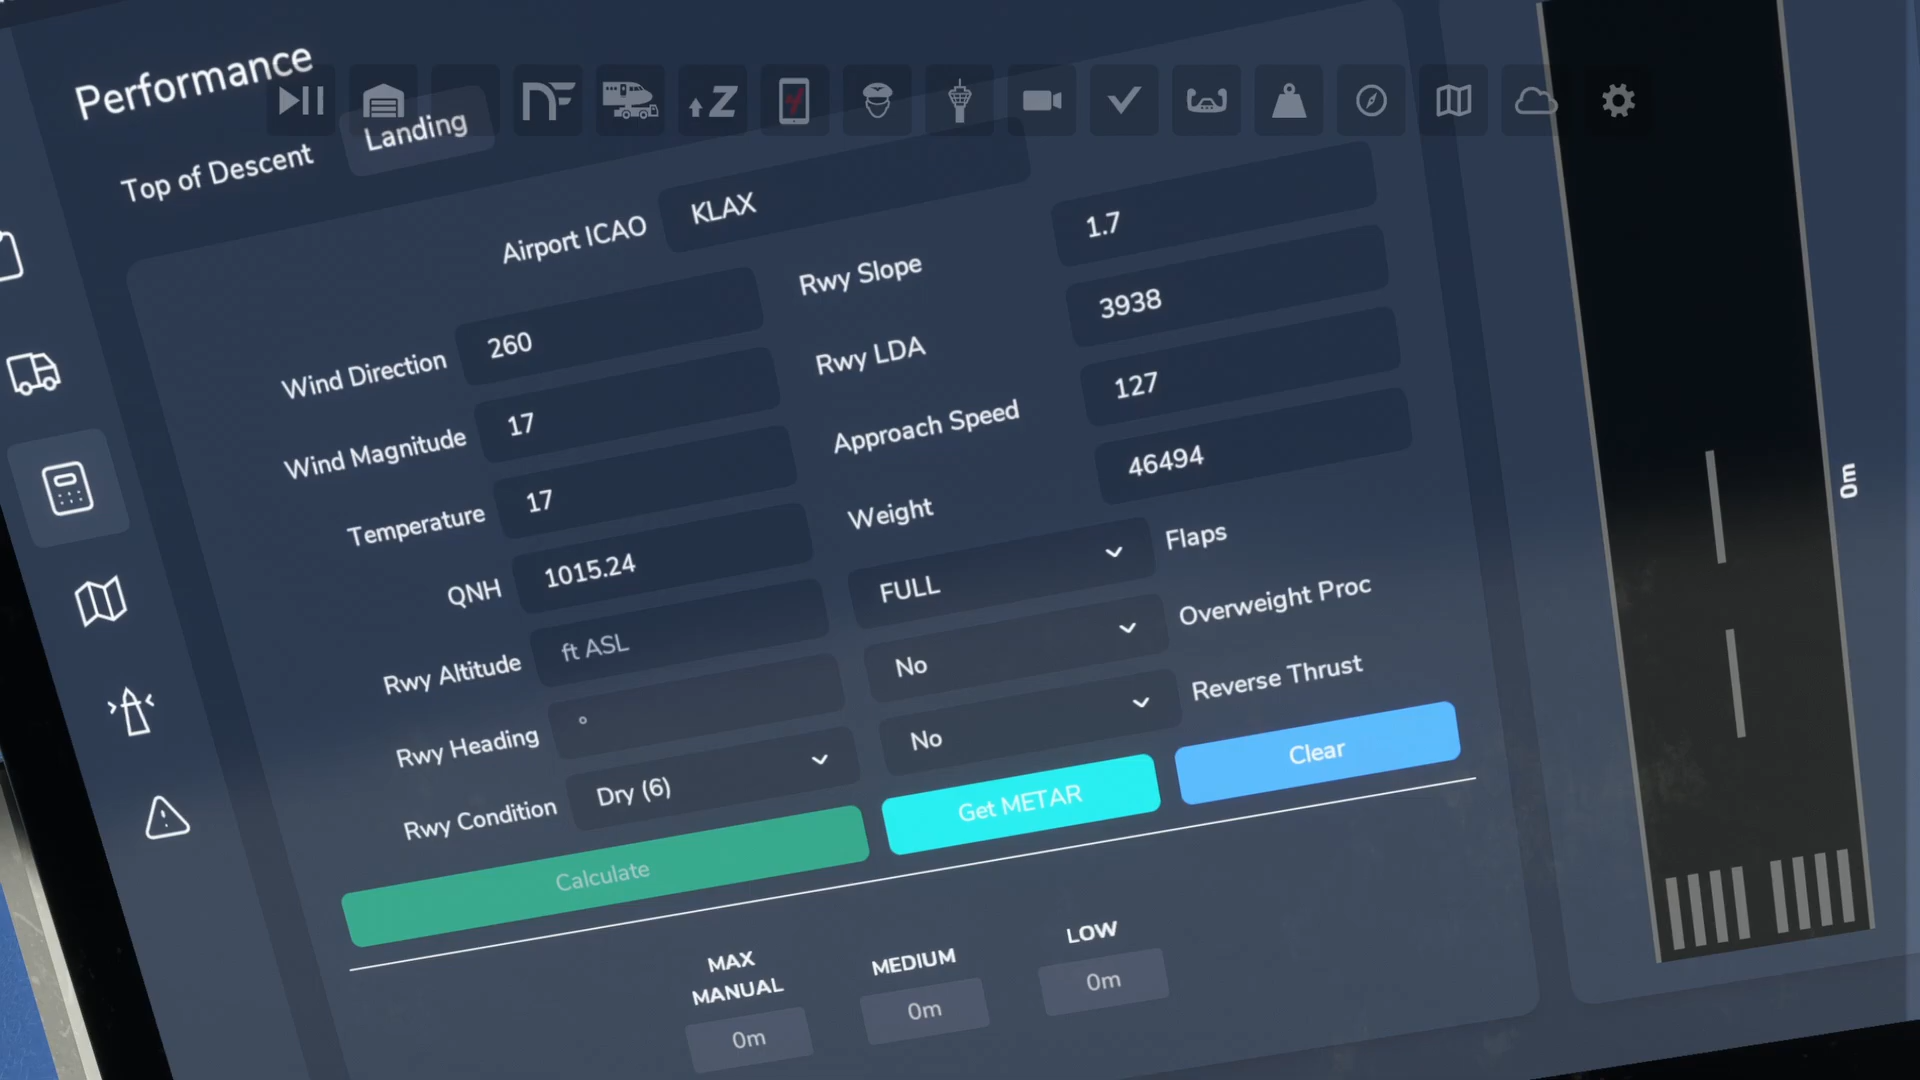 Performance
Top of Descent
Landing
Airport ICAO KLAX
Wind Direction 260
Wind Magnitude 17
Temperature 17
QNH 1015.24
Rwy Altitude ft ASL
Rwy Heading °
Rwy Condition Dry (6)
Rwy Slope 1.7
Rwy LDA 3938
Approach Speed 127
Weight 46494
FULL Flaps
No Overweight Proc
No Reverse Thrust
Calculate
Get METAR
Clear
MAX
MANUAL
0m
MEDIUM
0m
LOW
0m
0m